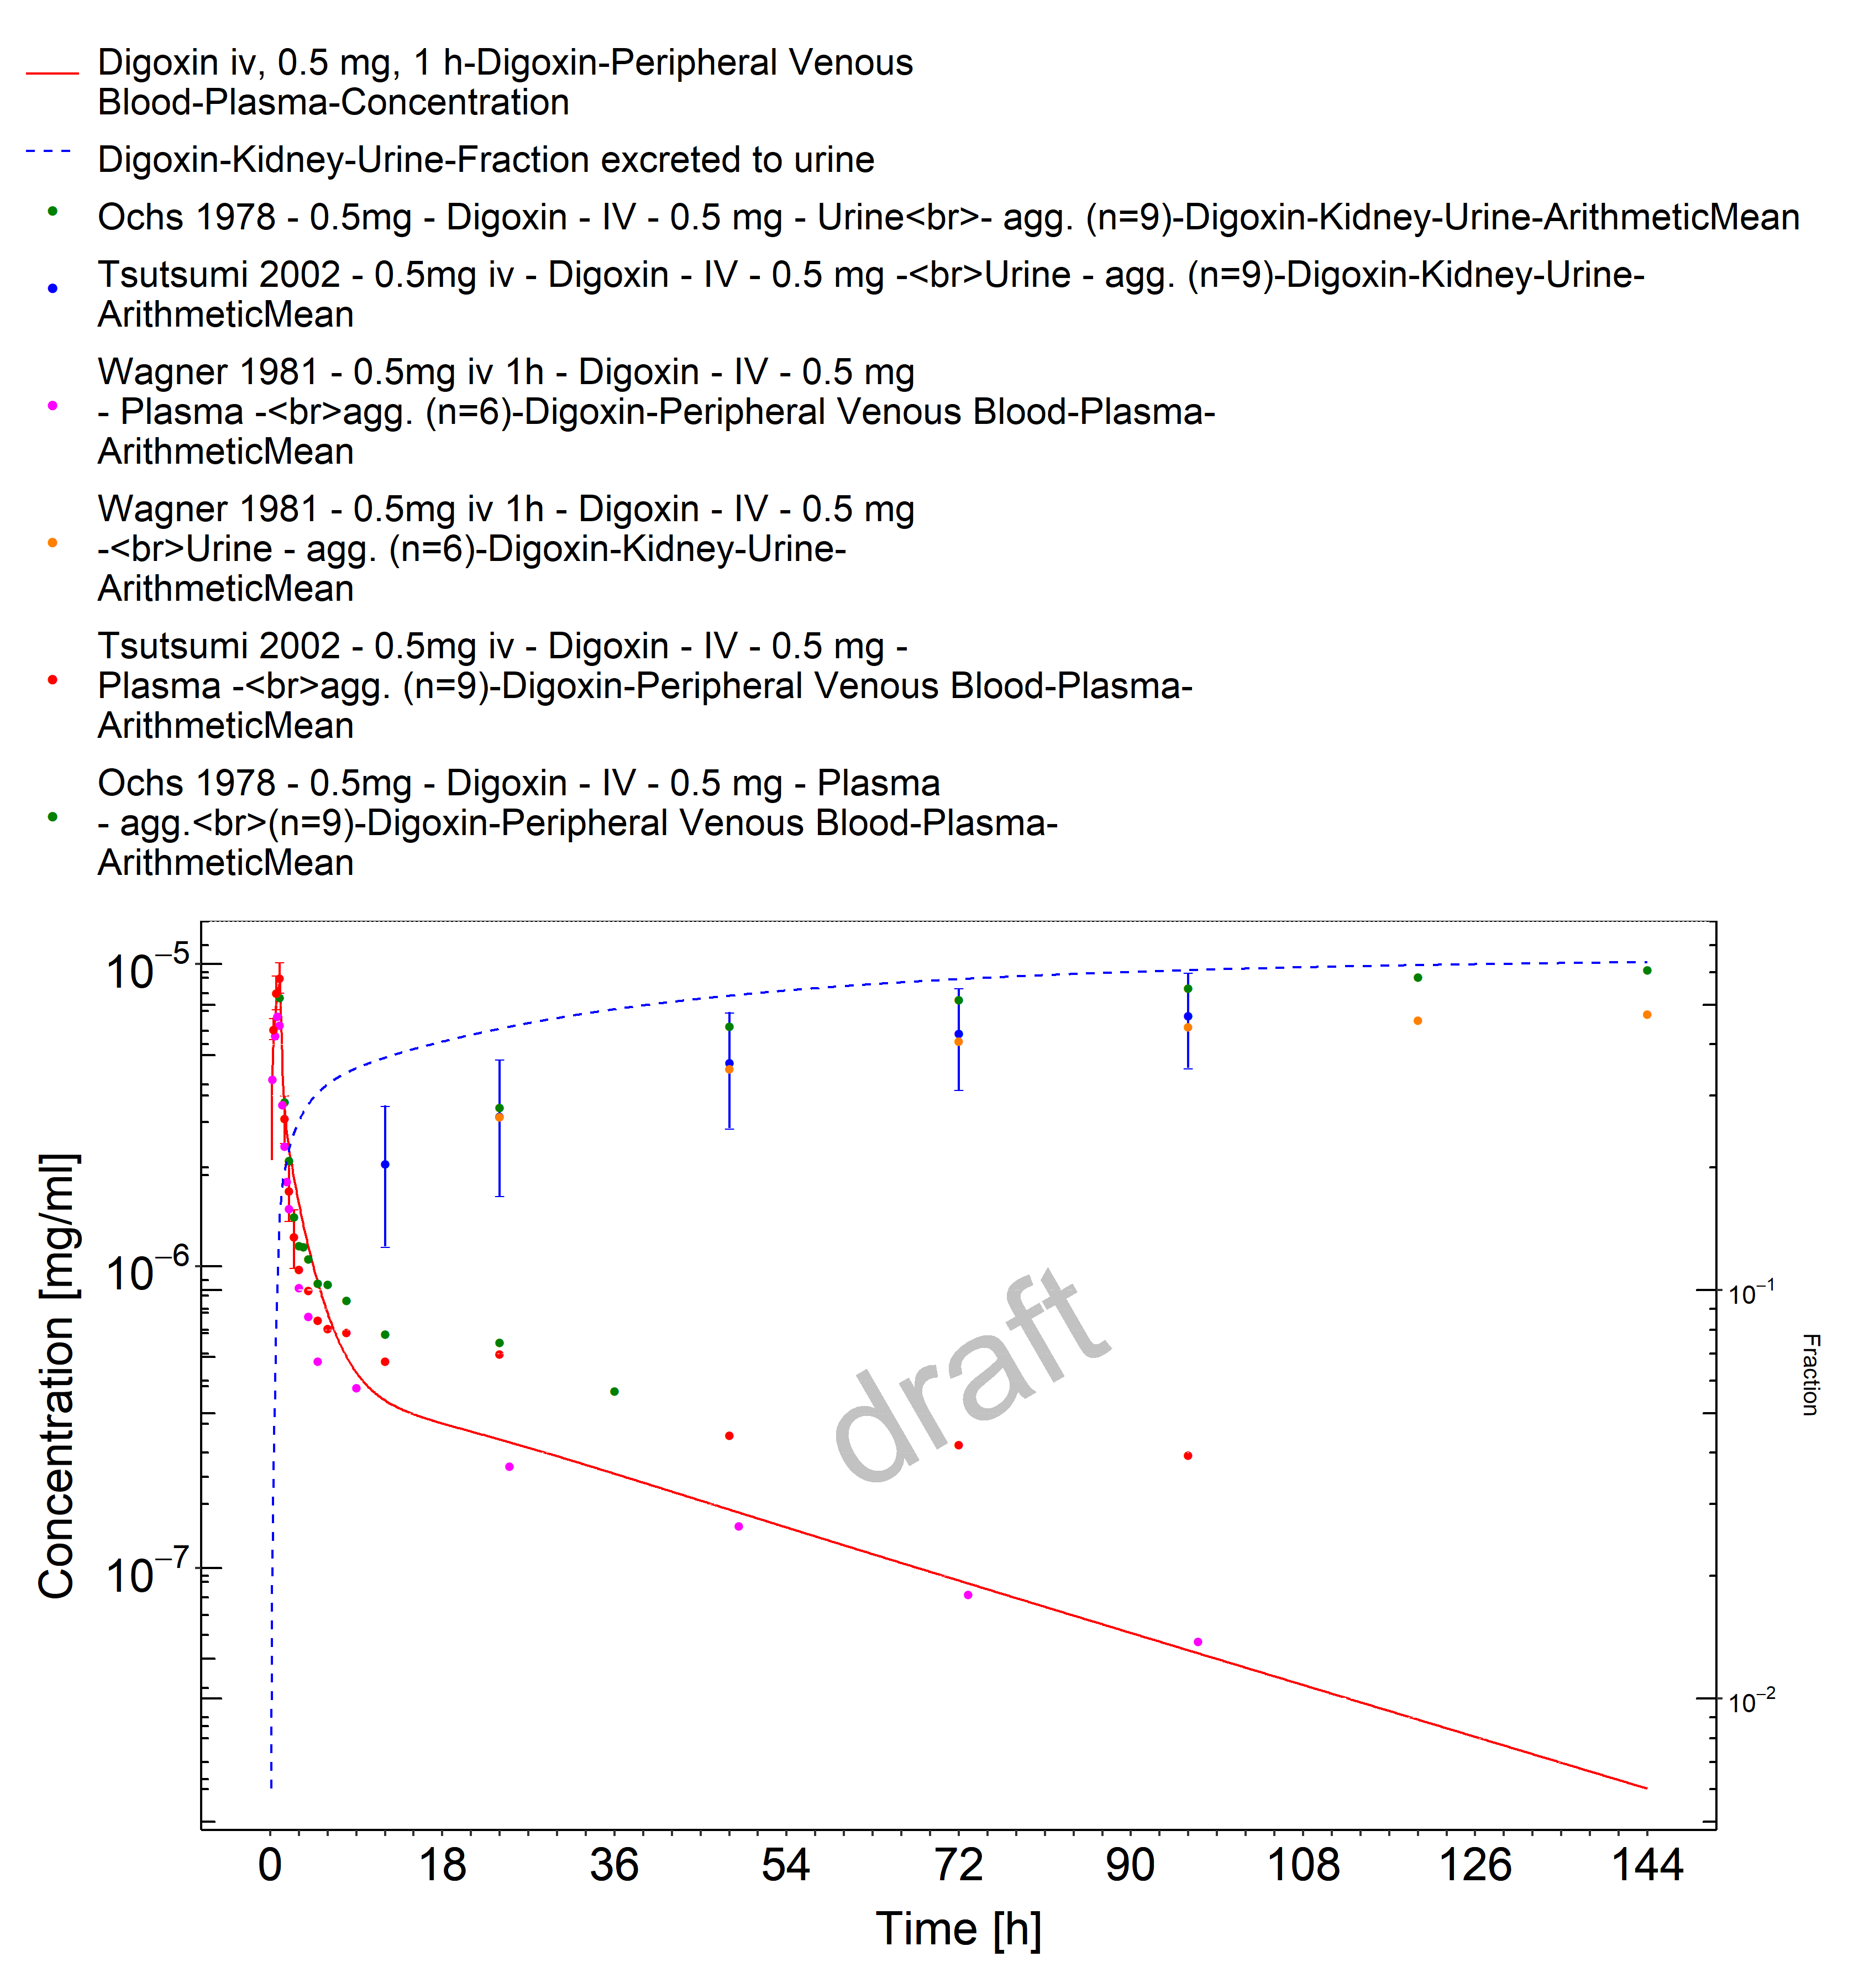 Digoxin iv, 0.5 mg, 1 h-Digoxin-Peripheral Venous
Blood-Plasma-Concentration
Digoxin-Kidney-Urine-Fraction excreted to urine
Ochs 1978 - 0.5mg - Digoxin - IV - 0.5 mg - Urine<br>- agg. (n=9)-Digoxin-Kidney-Urine-ArithmeticMean
Tsutsumi 2002 - 0.5mg iv - Digoxin - IV - 0.5 mg -<br>Urine - agg. (n=9)-Digoxin-Kidney-Urine-
ArithmeticMean
Wagner 1981 - 0.5mg iv 1h - Digoxin - IV - 0.5 mg
- Plasma -<br>agg. (n=6)-Digoxin-Peripheral Venous Blood-Plasma-
ArithmeticMean
Wagner 1981 - 0.5mg iv 1h - Digoxin - IV - 0.5 mg
-<br>Urine - agg. (n=6)-Digoxin-Kidney-Urine-
ArithmeticMean
Tsutsumi 2002 - 0.5mg iv - Digoxin - IV - 0.5 mg -
Plasma -<br>agg. (n=9)-Digoxin-Peripheral Venous Blood-Plasma-
ArithmeticMean
Ochs 1978 - 0.5mg - Digoxin - IV - 0.5 mg - Plasma
- agg.<br>(n=9)-Digoxin-Peripheral Venous Blood-Plasma-
ArithmeticMean
10⁻⁵
10⁻⁶
10⁻⁷
Concentration [mg/ml]
draft
10⁻¹
10⁻²
Fraction
0 18 36 54 72 90 108 126 144
Time [h]